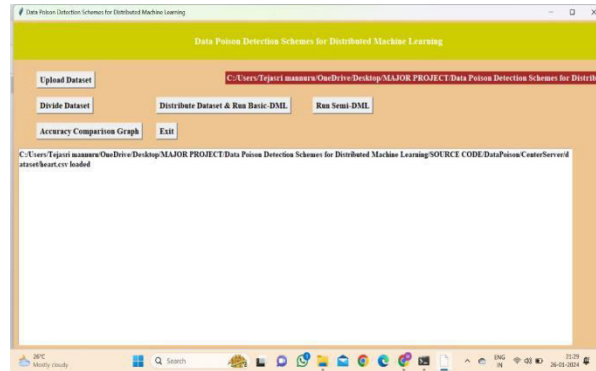 Data Poison Detection Schemes for Distributed Machine Learning
Data Poison Detection Schemes for Distributed Machine Learning
Upload Dataset
C:/Users/Tejasri mannuru/OneDrive/Desktop/MAJOR PROJECT/Data Poison Detection Schemes for Distrib
Divide Dataset
Distribute Dataset & Run Basic-DML
Run Semi-DML
Accuracy Comparison Graph
Exit
C:/Users/Tejasri mannuru/OneDrive/Desktop/MAJOR PROJECT/Data Poison Detection Schemes for Distributed Machine Learning/SOURCE CODE/DataPoison/CenterServer/d
ataset/heart.csv loaded
26°C
Mostly cloudy
Search
ENG
IN
21:29
26-01-2024